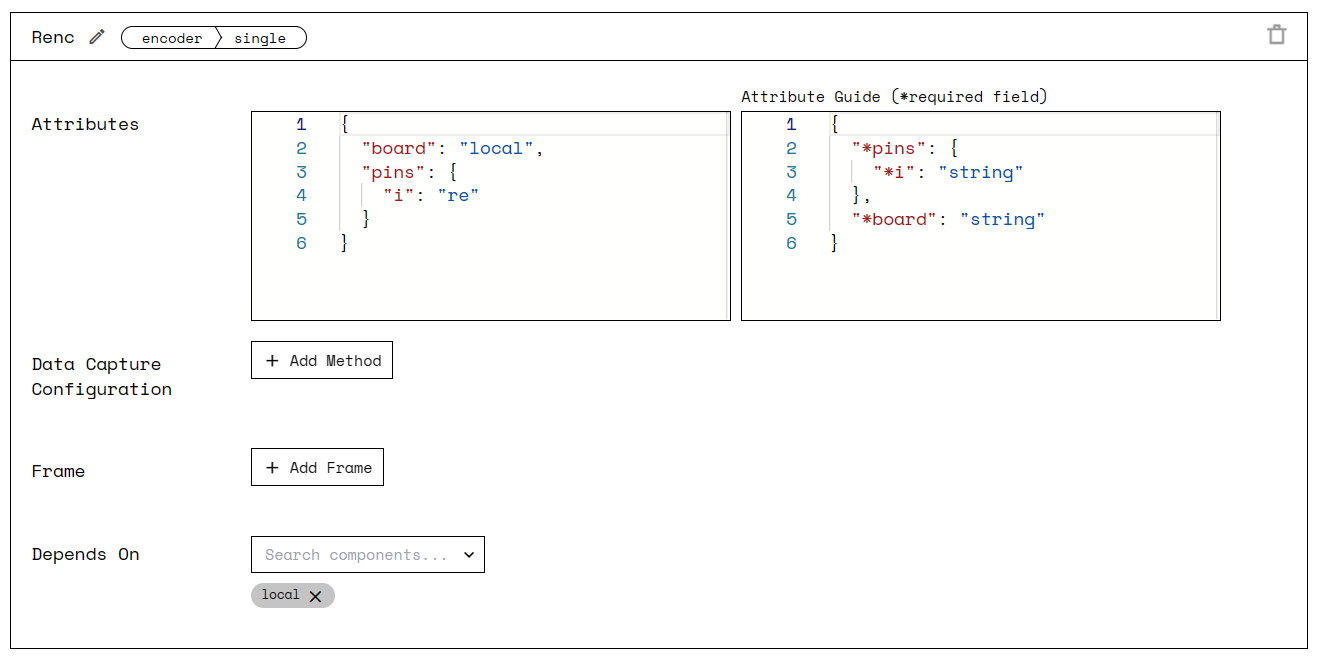 Renc encoder single
Attribute Guide (*required field)
Attributes
1 {
2 "board": "local",
3 "pins": {
4 "i": "re"
5 }
6 }
1 {
2 "*pins": {
3 "*i": "string"
4 },
5 "*board": "string"
6 }
Data Capture
Configuration
+ Add Method
Frame
+ Add Frame
Depends On
Search components...
local